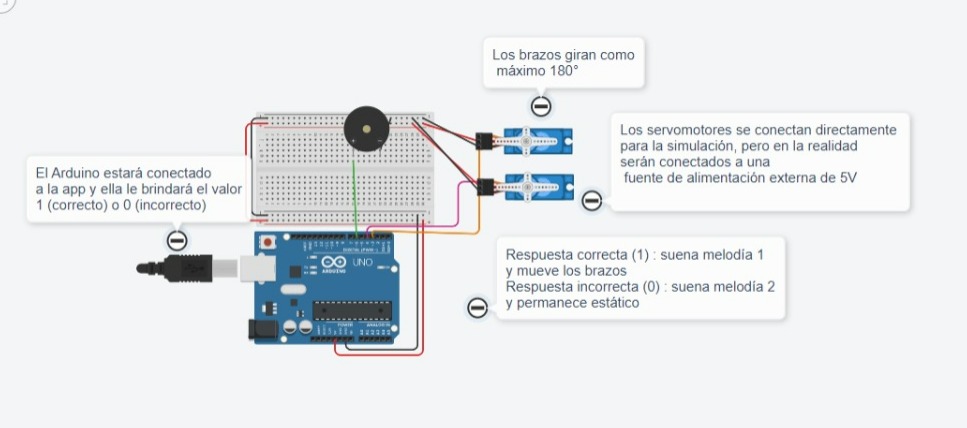 Los brazos giran como
máximo 180°
Los servomotores se conectan directamente
para la simulación, pero en la realidad
serán conectados a una
fuente de alimentación externa de 5V
El Arduino estará conectado
a la app y ella le brindará el valor
1 (correcto) o 0 (incorrecto)
Respuesta correcta (1) : suena melodía 1
y mueve los brazos
Respuesta incorrecta (0) : suena melodía 2
y permanece estático
UNO
ARDUINO